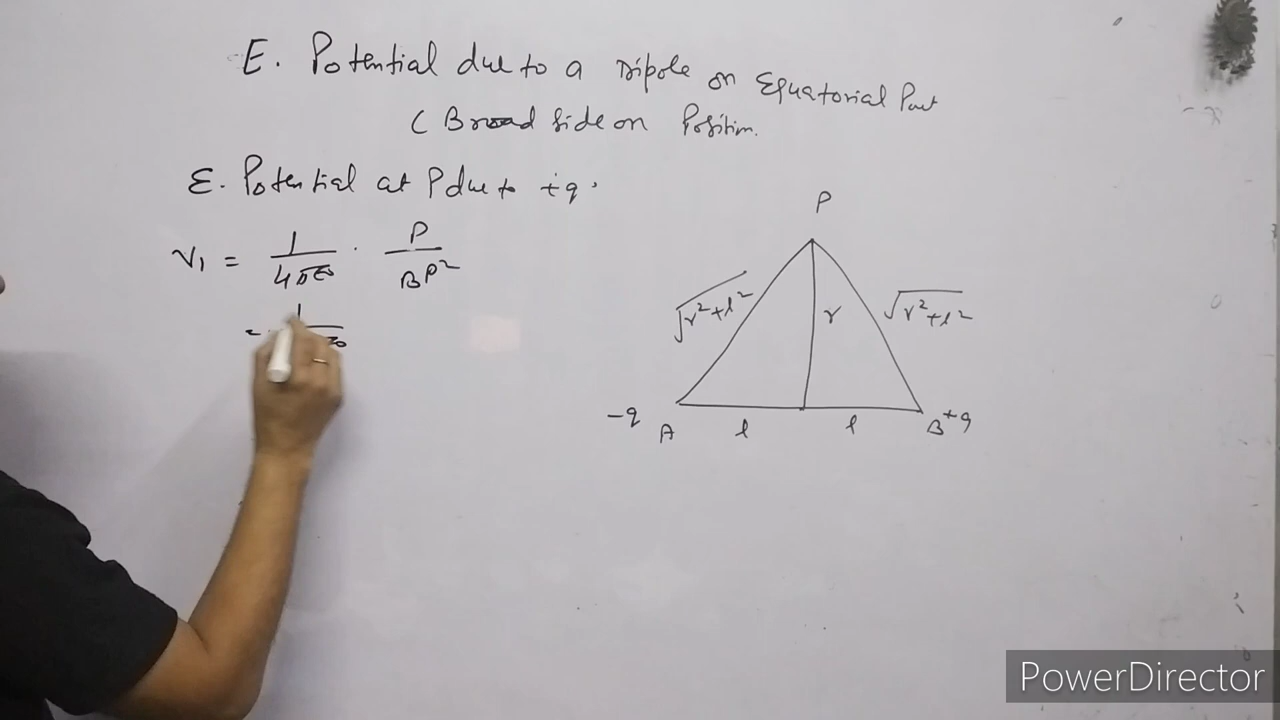 E. Potential due to a Dipole on Equatorial Part
( Broad side on Position.
E. Potential at P due to +q.
V₁ = 1/4πε₀ · P/BP²
= 1
P
√r²+l²
r
√r²+l²
-q
A
l
l
B
+q
PowerDirector